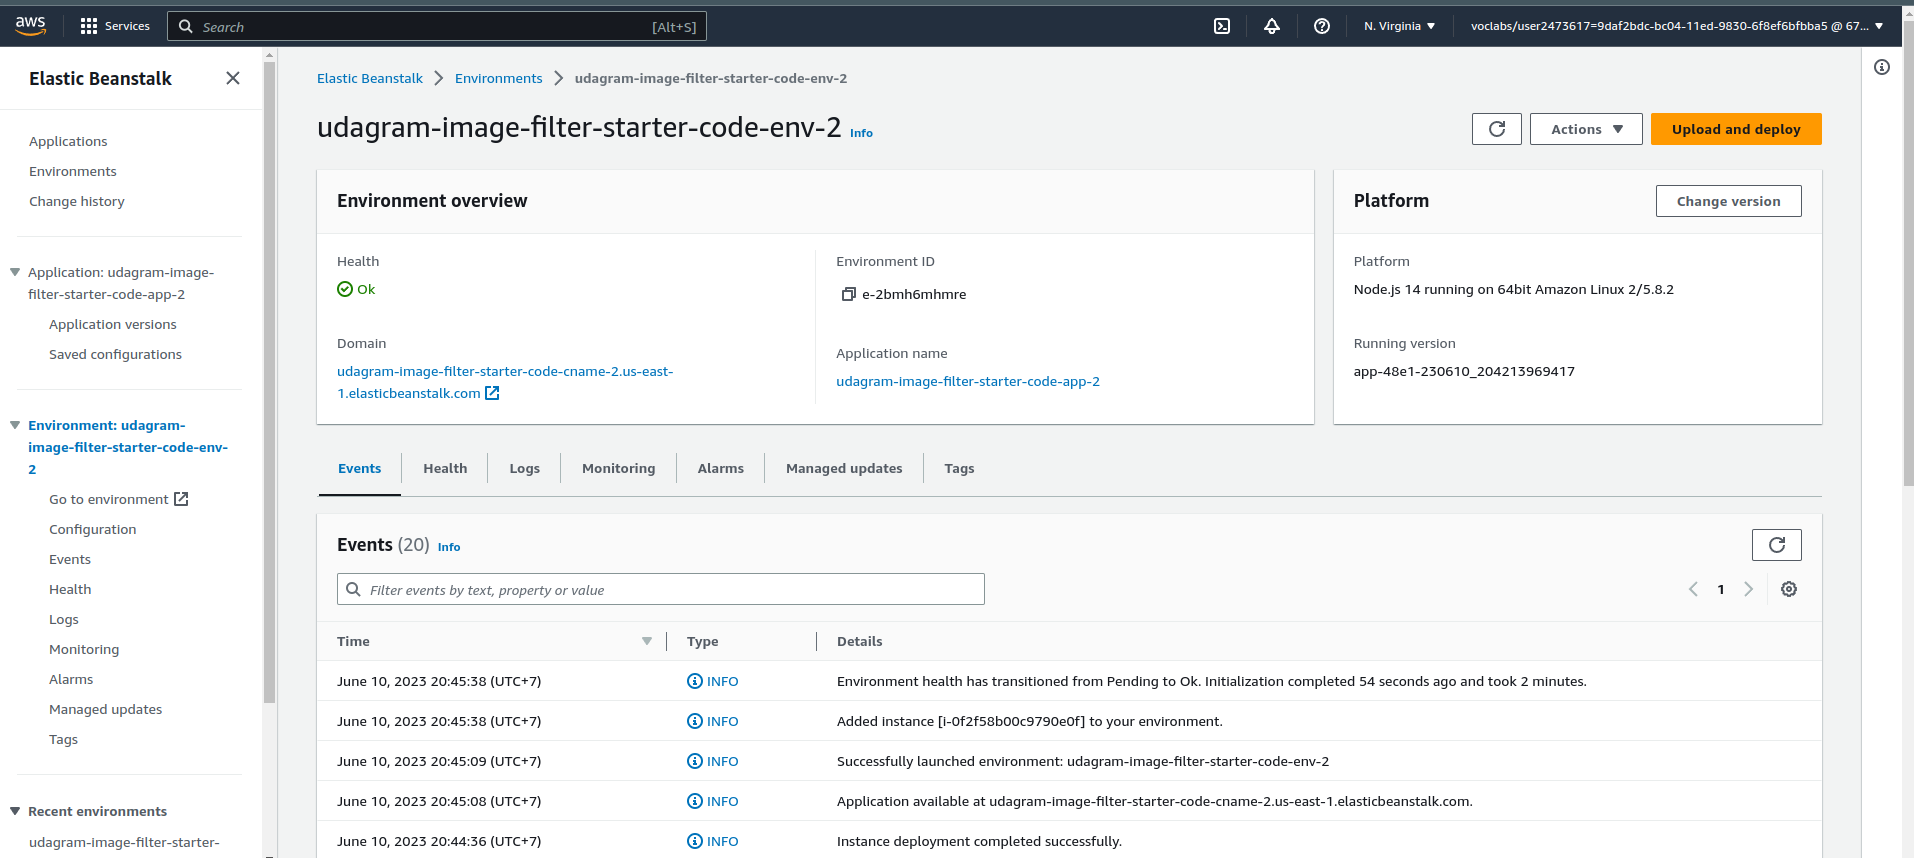 aws
Services
Search
[Alt+S]
N. Virginia
voclabs/user2473617=9daf2bdc-bc04-11ed-9830-6f8ef6bfbba5 @ 67...
Elastic Beanstalk
Applications
Environments
Change history
Application: udagram-image-
filter-starter-code-app-2
Application versions
Saved configurations
Environment: udagram-
image-filter-starter-code-env-
2
Go to environment
Configuration
Events
Health
Logs
Monitoring
Alarms
Managed updates
Tags
Recent environments
udagram-image-filter-starter-
Elastic Beanstalk
Environments
udagram-image-filter-starter-code-env-2
udagram-image-filter-starter-code-env-2 Info
Actions
Upload and deploy
Environment overview
Health
Ok
Domain
udagram-image-filter-starter-code-cname-2.us-east-
1.elasticbeanstalk.com
Environment ID
e-2bmh6mhmre
Application name
udagram-image-filter-starter-code-app-2
Platform
Change version
Platform
Node.js 14 running on 64bit Amazon Linux 2/5.8.2
Running version
app-48e1-230610_204213969417
Events
Health
Logs
Monitoring
Alarms
Managed updates
Tags
Events (20) Info
Filter events by text, property or value
1
Time Type Details
June 10, 2023 20:45:38 (UTC+7) INFO Environment health has transitioned from Pending to Ok. Initialization completed 54 seconds ago and took 2 minutes.
June 10, 2023 20:45:38 (UTC+7) INFO Added instance [i-0f2f58b00c9790e0f] to your environment.
June 10, 2023 20:45:09 (UTC+7) INFO Successfully launched environment: udagram-image-filter-starter-code-env-2
June 10, 2023 20:45:08 (UTC+7) INFO Application available at udagram-image-filter-starter-code-cname-2.us-east-1.elasticbeanstalk.com.
June 10, 2023 20:44:36 (UTC+7) INFO Instance deployment completed successfully.